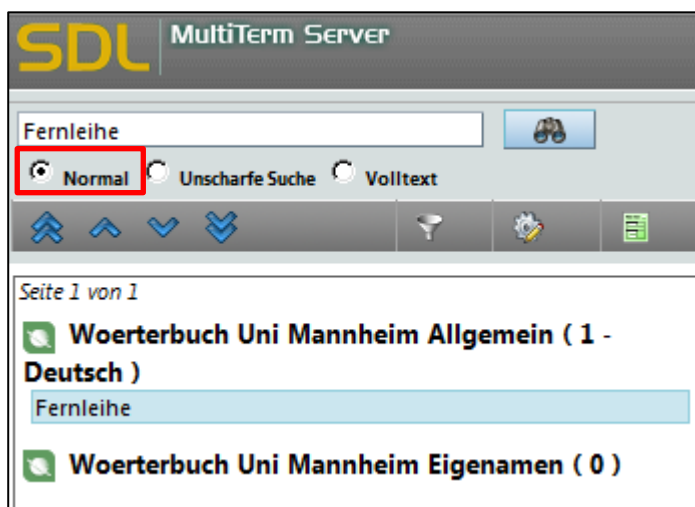 SDL MultiTerm Server
Fernleihe
Normal Unscharfe Suche Volltext
Seite 1 von 1
Woerterbuch Uni Mannheim Allgemein ( 1 -
Deutsch )
Fernleihe
Woerterbuch Uni Mannheim Eigenamen ( 0 )